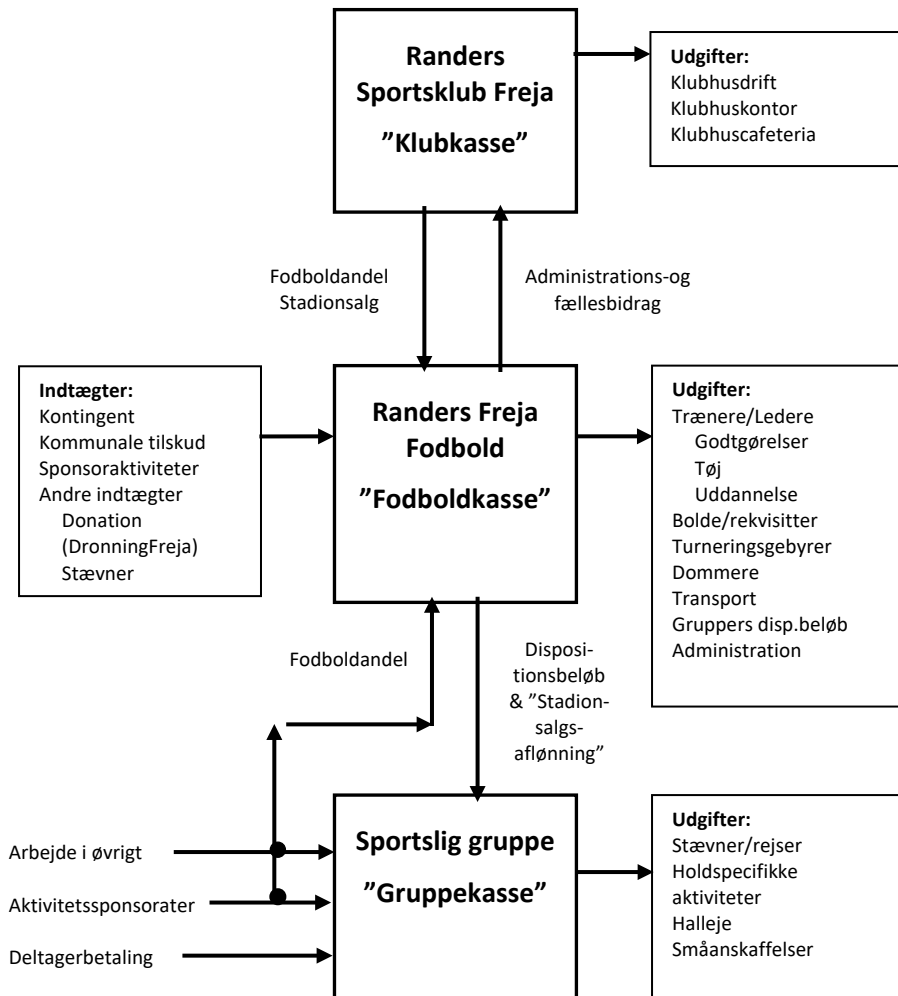 Randers
Sportsklub Freja
”Klubkasse”
Udgifter:
Klubhusdrift
Klubhuskontor
Klubhuscafeteria
Fodboldandel
Stadionsalg
Administrations-og
fællesbidrag
Indtægter:
Kontingent
Kommunale tilskud
Sponsoraktiviteter
Andre indtægter
Donation
(DronningFreja)
Stævner
Randers Freja
Fodbold
”Fodboldkasse”
Udgifter:
Trænere/Ledere
Godtgørelser
Tøj
Uddannelse
Bolde/rekvisitter
Turneringsgebyrer
Dommere
Transport
Gruppers disp.beløb
Administration
Fodboldandel
Disposi-
tionsbeløb
& ”Stadion-
salgs-
aflønning”
Arbejde i øvrigt
Aktivitetssponsorater
Deltagerbetaling
Sportslig gruppe
”Gruppekasse”
Udgifter:
Stævner/rejser
Holdspecifikke
aktiviteter
Halleje
Småanskaffelser